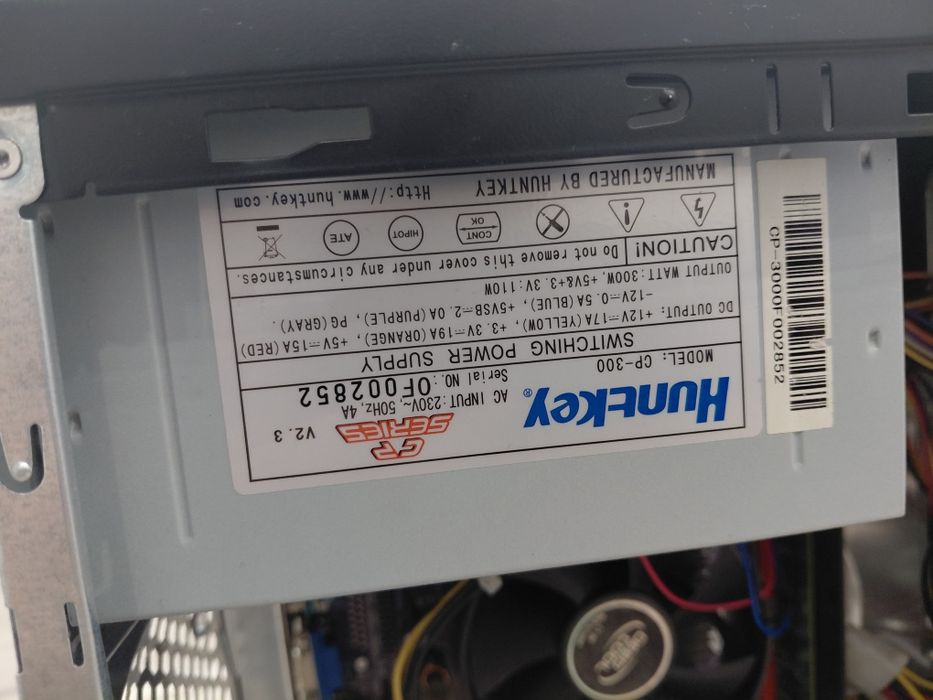 HUNTKEY®
GP
SERIES
V2.3
MODEL: CP-300
AC INPUT: 230V~, 50Hz, 4A
Serial NO.: 0F002852
SWITCHING POWER SUPPLY
DC OUTPUT: +12V⎓17A(YELLOW), +3.3V⎓19A(ORANGE), +5V⎓15A(RED)
-12V⎓0.5A(BLUE), +5VSB⎓2.0A(PURPLE), PG(GRAY).
OUTPUT WATT: 300W, +5V&+3.3V:110W
CAUTION! Do not remove this cover under any circumstances.
CONT
OK
HIPOT
ATE
MANUFACTURED BY HUNTKEY Http://www.huntkey.com
CP-3000F002852